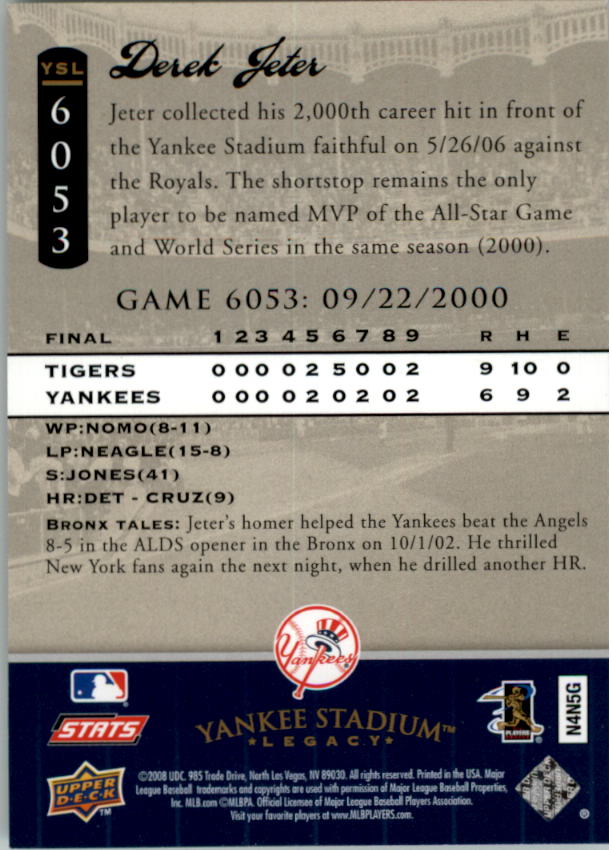 YSL
6053
Derek Jeter
Jeter collected his 2,000th career hit in front of
the Yankee Stadium faithful on 5/26/06 against
the Royals. The shortstop remains the only
player to be named MVP of the All-Star Game
and World Series in the same season (2000).
GAME 6053: 09/22/2000
FINAL 1 2 3 4 5 6 7 8 9 R H E
TIGERS 0 0 0 0 2 5 0 0 2 9 10 0
YANKEES 0 0 0 0 2 0 2 0 2 6 9 2
WP:NOMO(8-11)
LP:NEAGLE(15-8)
S:JONES(41)
HR:DET - CRUZ(9)
BRONX TALES: Jeter's homer helped the Yankees beat the Angels
8-5 in the ALDS opener in the Bronx on 10/1/02. He thrilled
New York fans again the next night, when he drilled another HR.
Yankees
STATS
YANKEE STADIUM™
LEGACY
PLAYERS
N4N5G
UPPER
D·E·C·K
TM
©2008 UDC. 985 Trade Drive, North Las Vegas, NV 89030. All rights reserved. Printed in the USA. Major
League Baseball trademarks and copyrights are used with permission of Major League Baseball Properties,
Inc. MLB.com ©MLBPA. Official Licensee of Major League Baseball Players Association.
Visit your favorite players at www.MLBPLAYERS.com.
®